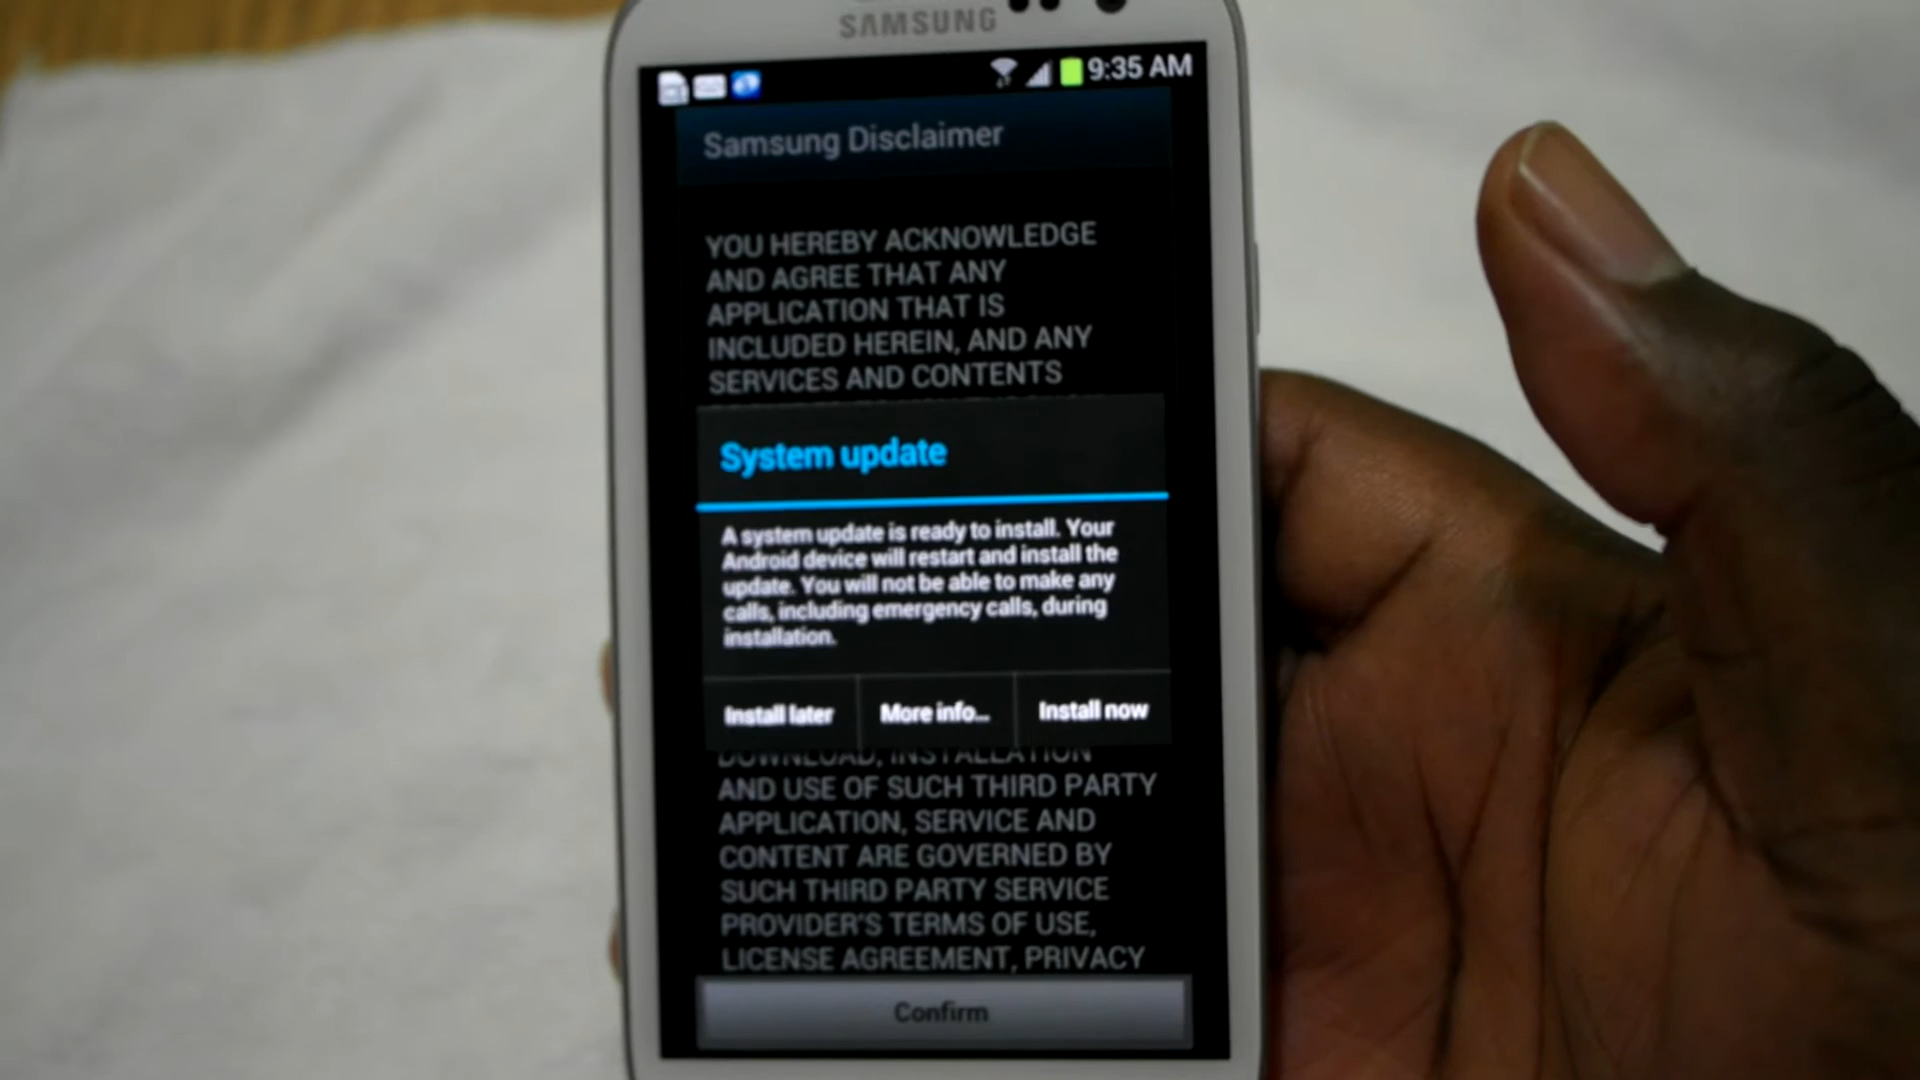 SAMSUNG
9:35 AM
Samsung Disclaimer
YOU HEREBY ACKNOWLEDGE
AND AGREE THAT ANY
APPLICATION THAT IS
INCLUDED HEREIN, AND ANY
SERVICES AND CONTENTS
System update
A system update is ready to install. Your
Android device will restart and install the
update. You will not be able to make any
calls, including emergency calls, during
installation.
Install later
More info...
Install now
DOWNLOAD, INSTALLATION
AND USE OF SUCH THIRD PARTY
APPLICATION, SERVICE AND
CONTENT ARE GOVERNED BY
SUCH THIRD PARTY SERVICE
PROVIDER'S TERMS OF USE,
LICENSE AGREEMENT, PRIVACY
Confirm